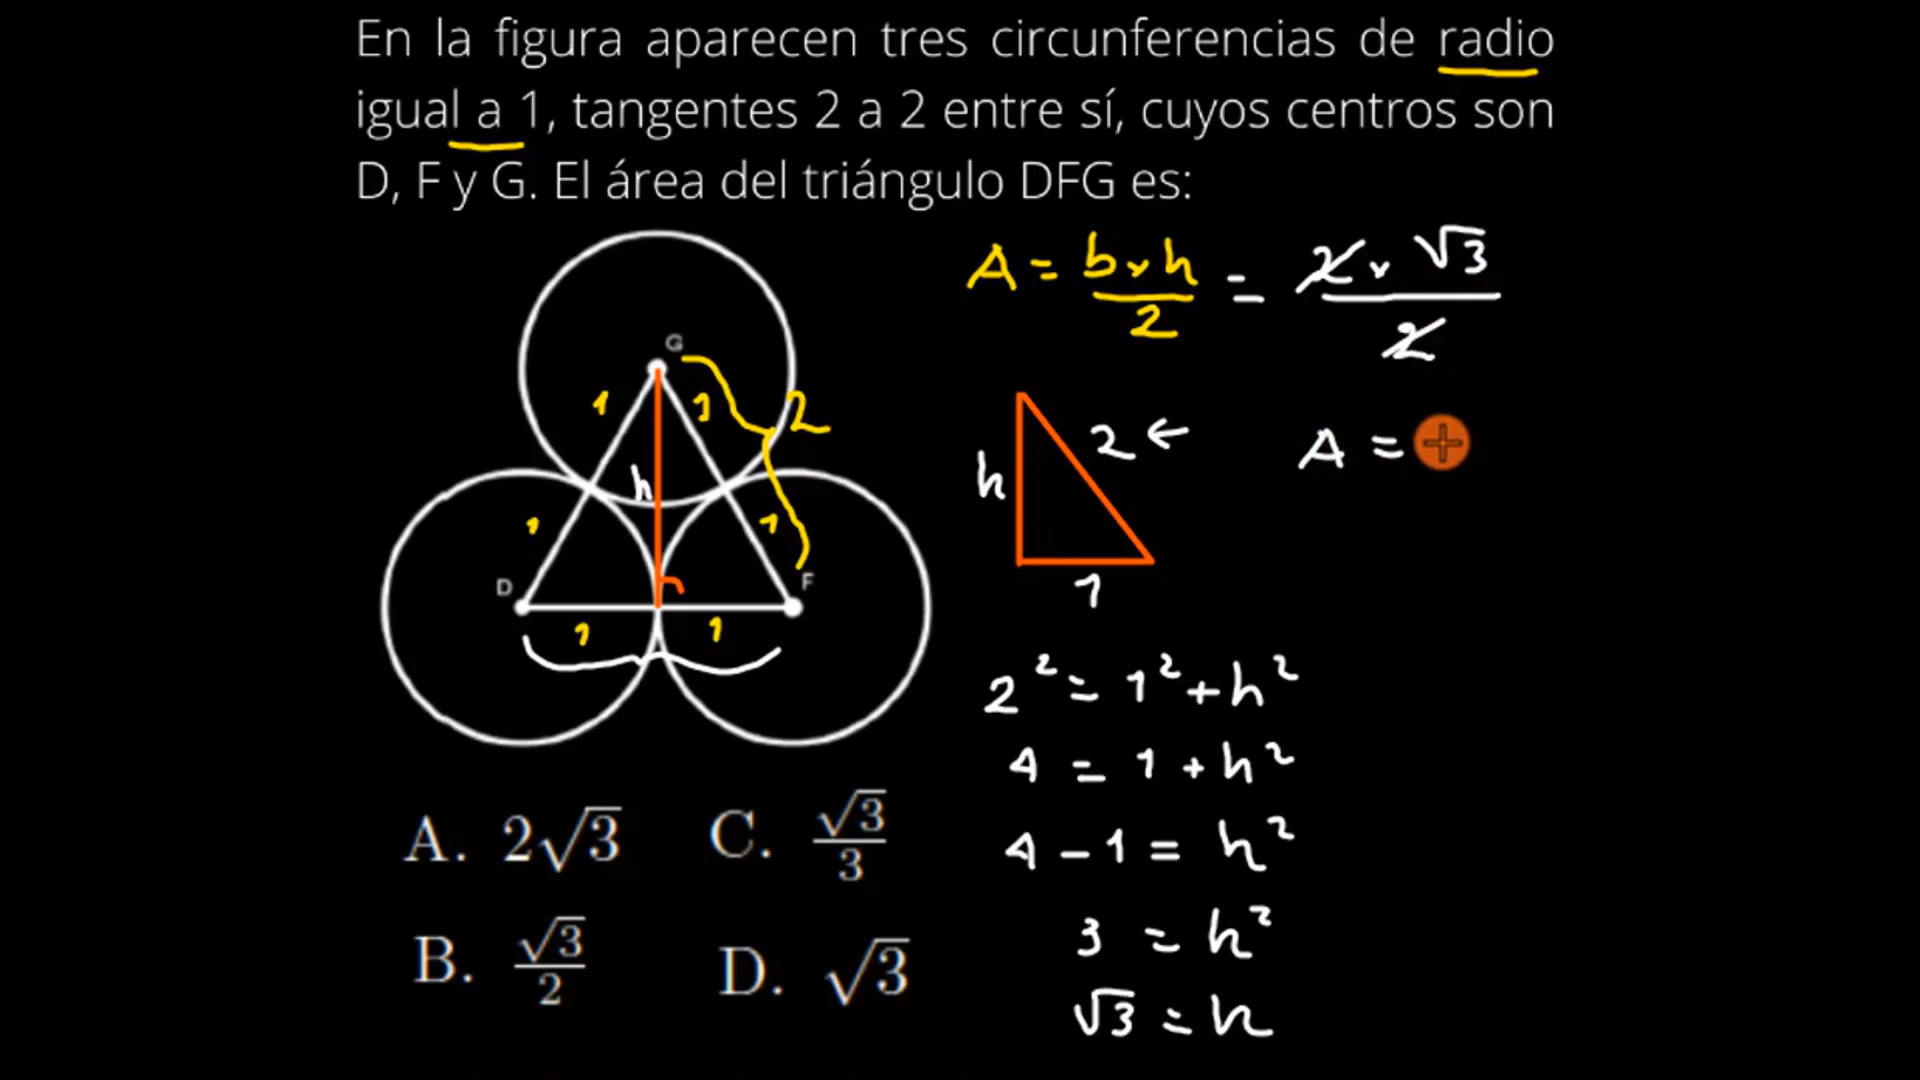 En la figura aparecen tres circunferencias de radio
igual a 1, tangentes 2 a 2 entre sí, cuyos centros son
D, F y G. El área del triángulo DFG es:
A = b x h / 2 = 2 x √3 / 2
G
1 1 2
h
1 1
D F
1 1
h 2 ←
1
A =
2² = 1² + h²
4 = 1 + h²
4 - 1 = h²
3 = h²
√3 = h
A. 2√3 C. √3/3
B. √3/2 D. √3